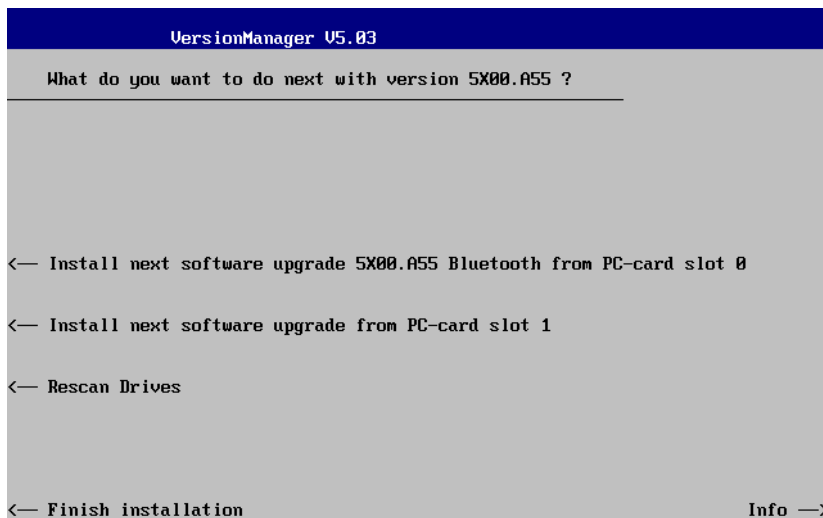 VersionManager V5.03
What do you want to do next with version 5X00.A55 ?
<— Install next software upgrade 5X00.A55 Bluetooth from PC-card slot 0
<— Install next software upgrade from PC-card slot 1
<— Rescan Drives
<— Finish installation Info —>